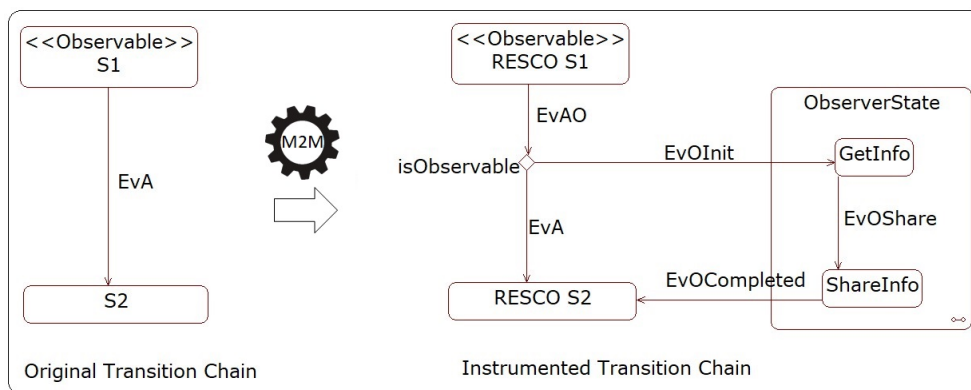 <<Observable>>
S1
EvA
S2
Original Transition Chain
M2M
<<Observable>>
RESCO S1
EvAO
isObservable
EvOInit
EvA
RESCO S2
ObserverState
GetInfo
EvOShare
ShareInfo
EvOCompleted
Instrumented Transition Chain